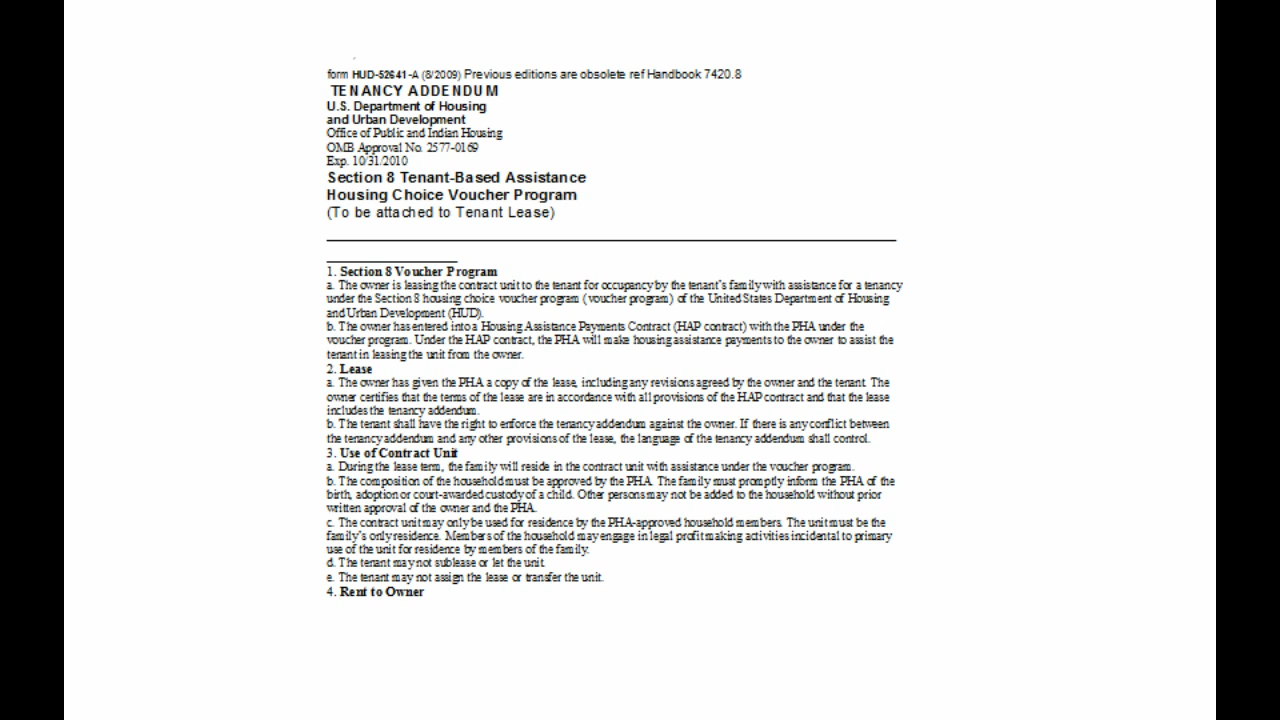 form HUD-52641-A (8/2009) Previous editions are obsolete ref Handbook 7420.8
TENANCY ADDENDUM
U.S. Department of Housing
and Urban Development
Office of Public and Indian Housing
OMB Approval No. 2577-0169
Exp. 10/31/2010
Section 8 Tenant-Based Assistance
Housing Choice Voucher Program
(To be attached to Tenant Lease)
1. Section 8 Voucher Program
a. The owner is leasing the contract unit to the tenant for occupancy by the tenant's family with assistance for a tenancy
under the Section 8 housing choice voucher program (voucher program) of the United States Department of Housing
and Urban Development (HUD).
b. The owner has entered into a Housing Assistance Payments Contract (HAP contract) with the PHA under the
voucher program. Under the HAP contract, the PHA will make housing assistance payments to the owner to assist the
tenant in leasing the unit from the owner.
2. Lease
a. The owner has given the PHA a copy of the lease, including any revisions agreed by the owner and the tenant. The
owner certifies that the terms of the lease are in accordance with all provisions of the HAP contract and that the lease
includes the tenancy addendum.
b. The tenant shall have the right to enforce the tenancy addendum against the owner. If there is any conflict between
the tenancy addendum and any other provisions of the lease, the language of the tenancy addendum shall control.
3. Use of Contract Unit
a. During the lease term, the family will reside in the contract unit with assistance under the voucher program.
b. The composition of the household must be approved by the PHA. The family must promptly inform the PHA of the
birth, adoption or court-awarded custody of a child. Other persons may not be added to the household without prior
written approval of the owner and the PHA.
c. The contract unit may only be used for residence by the PHA-approved household members. The unit must be the
family's only residence. Members of the household may engage in legal profit making activities incidental to primary
use of the unit for residence by members of the family.
d. The tenant may not sublease or let the unit.
e. The tenant may not assign the lease or transfer the unit.
4. Rent to Owner